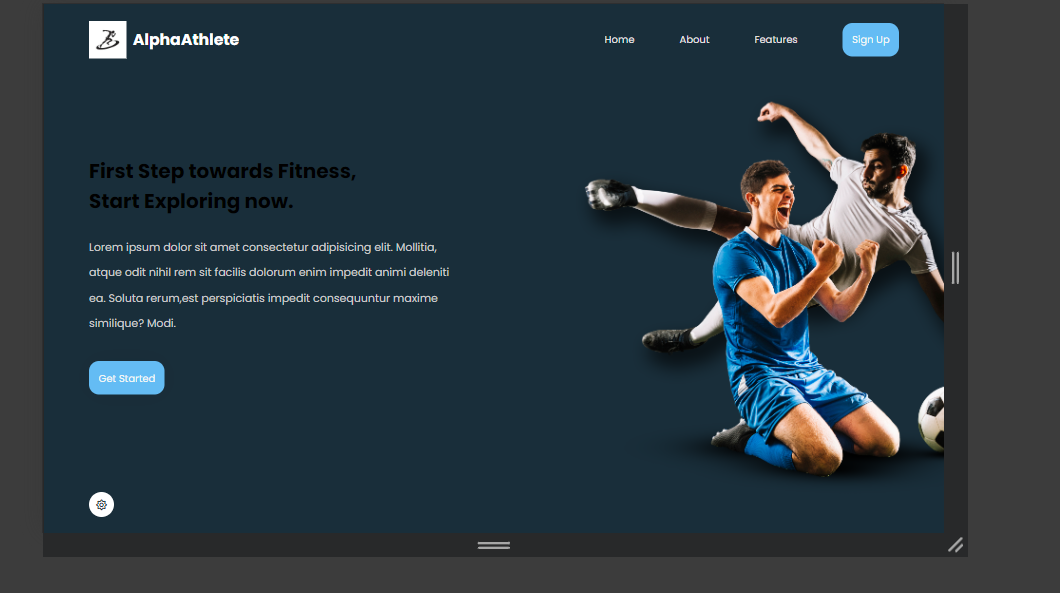 AlphaAthlete
Home
About
Features
Sign Up
First Step towards Fitness,
Start Exploring now.
Lorem ipsum dolor sit amet consectetur adipisicing elit. Mollitia,
atque odit nihil rem sit facilis dolorum enim impedit animi deleniti
ea. Soluta rerum,est perspiciatis impedit consequuntur maxime
similique? Modi.
Get Started